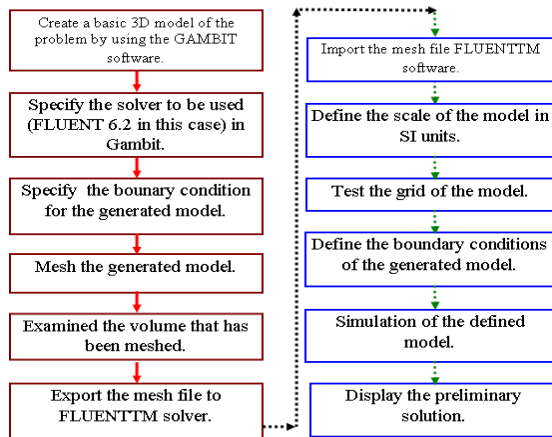 Create a basic 3D model of the
problem by using the GAMBIT
software.
Specify the solver to be used
(FLUENT 6.2 in this case) in
Gambit.
Specify the bounary condition
for the generated model.
Mesh the generated model.
Examined the volume that has
been meshed.
Export the mesh file to
FLUENTTM solver.
Import the mesh file FLUENTTM
software.
Define the scale of the model in
SI units.
Test the grid of the model.
Define the boundary conditions
of the generated model.
Simulation of the defined
model.
Display the preliminary
solution.